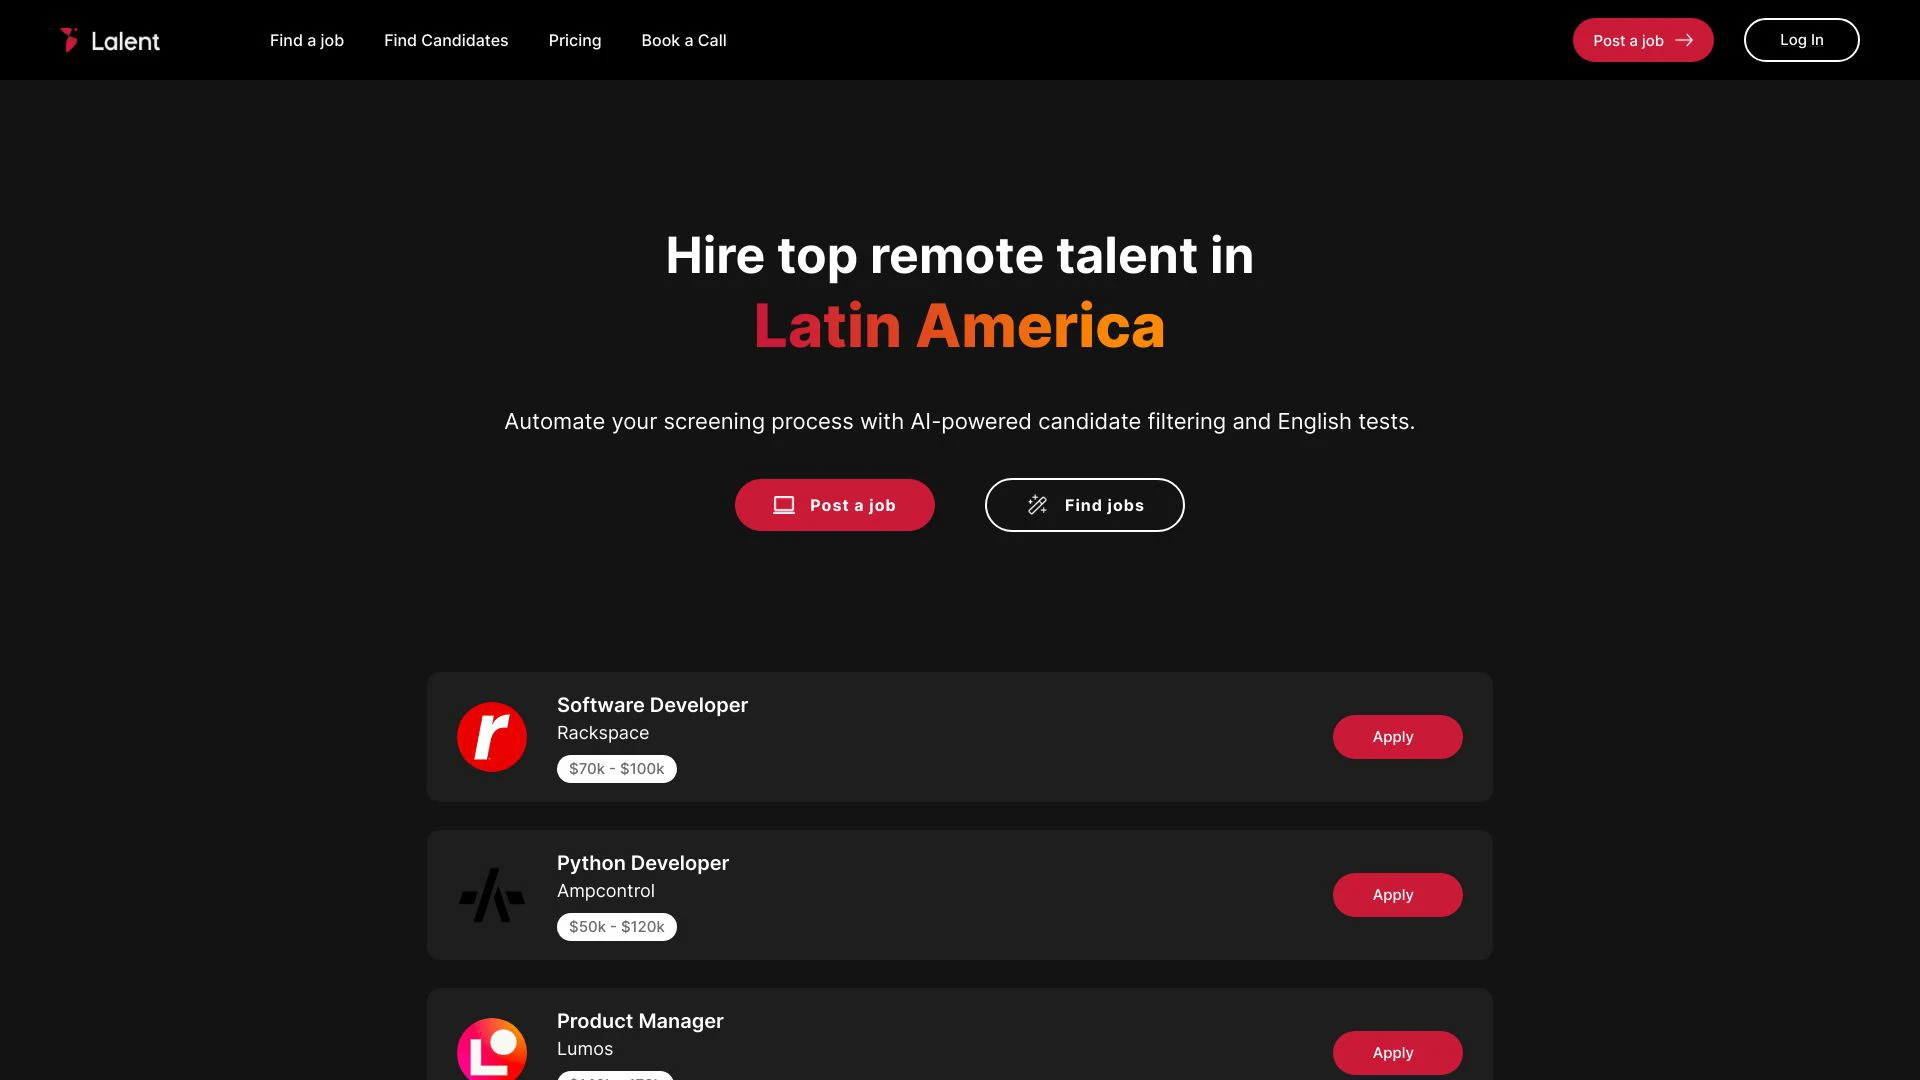 Lalent
Find a job
Find Candidates
Pricing
Book a Call
Post a job
Log In
Hire top remote talent in
Latin America
Automate your screening process with AI-powered candidate filtering and English tests.
Post a job
Find jobs
Software Developer
Rackspace
$70k - $100k
Apply
Python Developer
Ampcontrol
$50k - $120k
Apply
Product Manager
Lumos
Apply